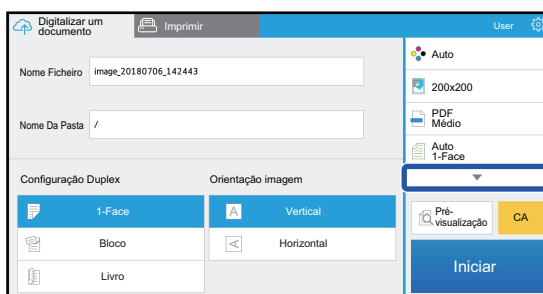 Digitalizar um
documento
Imprimir
User
Nome Ficheiro
image_20180706_142443
Nome Da Pasta
/
Configuração Duplex
Orientação imagem
1-Face
Bloco
Livro
A
Vertical
A
Horizontal
Auto
200x200
PDF
Médio
Auto
1-Face
Pré-
visualização
CA
Iniciar